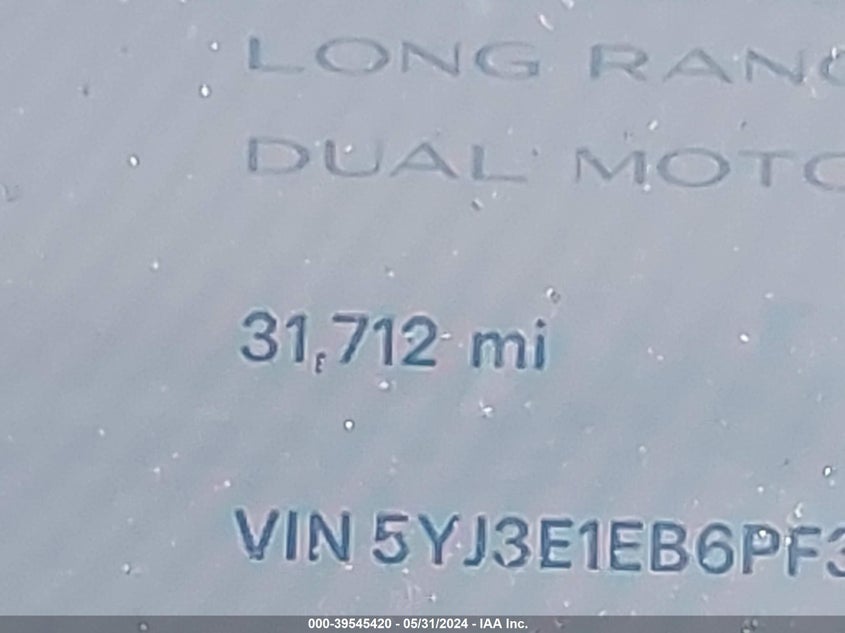 LONG RANG
DUAL MOTO
31,712 mi
VIN 5YJ3E1EB6PF3
000-39545420 - 05/31/2024 - IAA Inc.